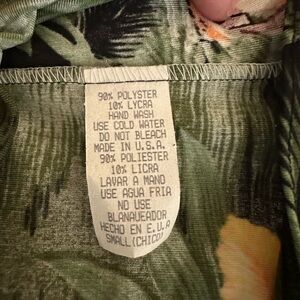 90% POLYSTER
10% LYCRA
HAND WASH
USE COLD WATER
DO NOT BLEACH
MADE IN U.S.A.
90% POLIESTER
10% LICRA
LAVAR A MANO
USE AGUA FRIA
NO USE
BLANQUEADOR
HECHO EN E.U.A
SMALL(CHICO)